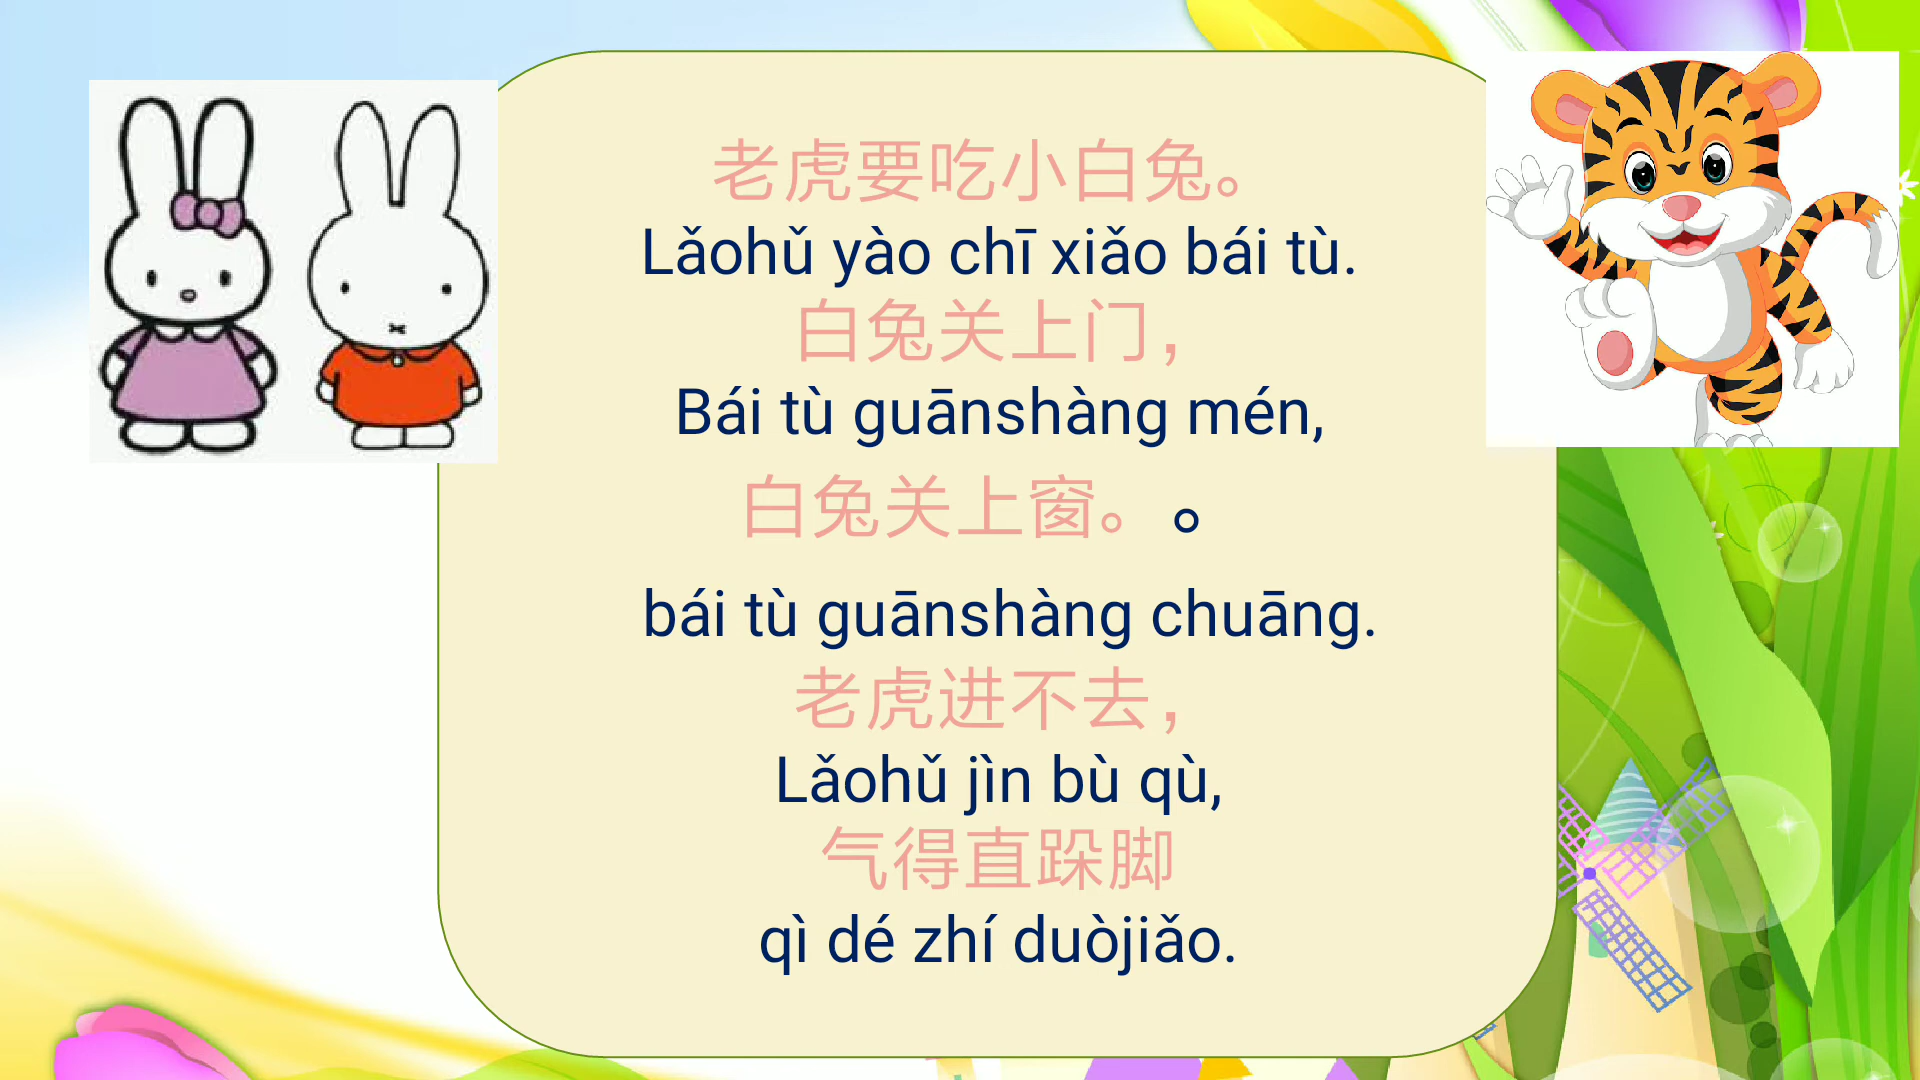 老虎要吃小白兔。
Lǎohǔ yào chī xiǎo bái tù.
白兔关上门，
Bái tù guānshàng mén,
白兔关上窗。。
bái tù guānshàng chuāng.
老虎进不去，
Lǎohǔ jìn bù qù,
气得直跺脚
qì dé zhí duòjiǎo.